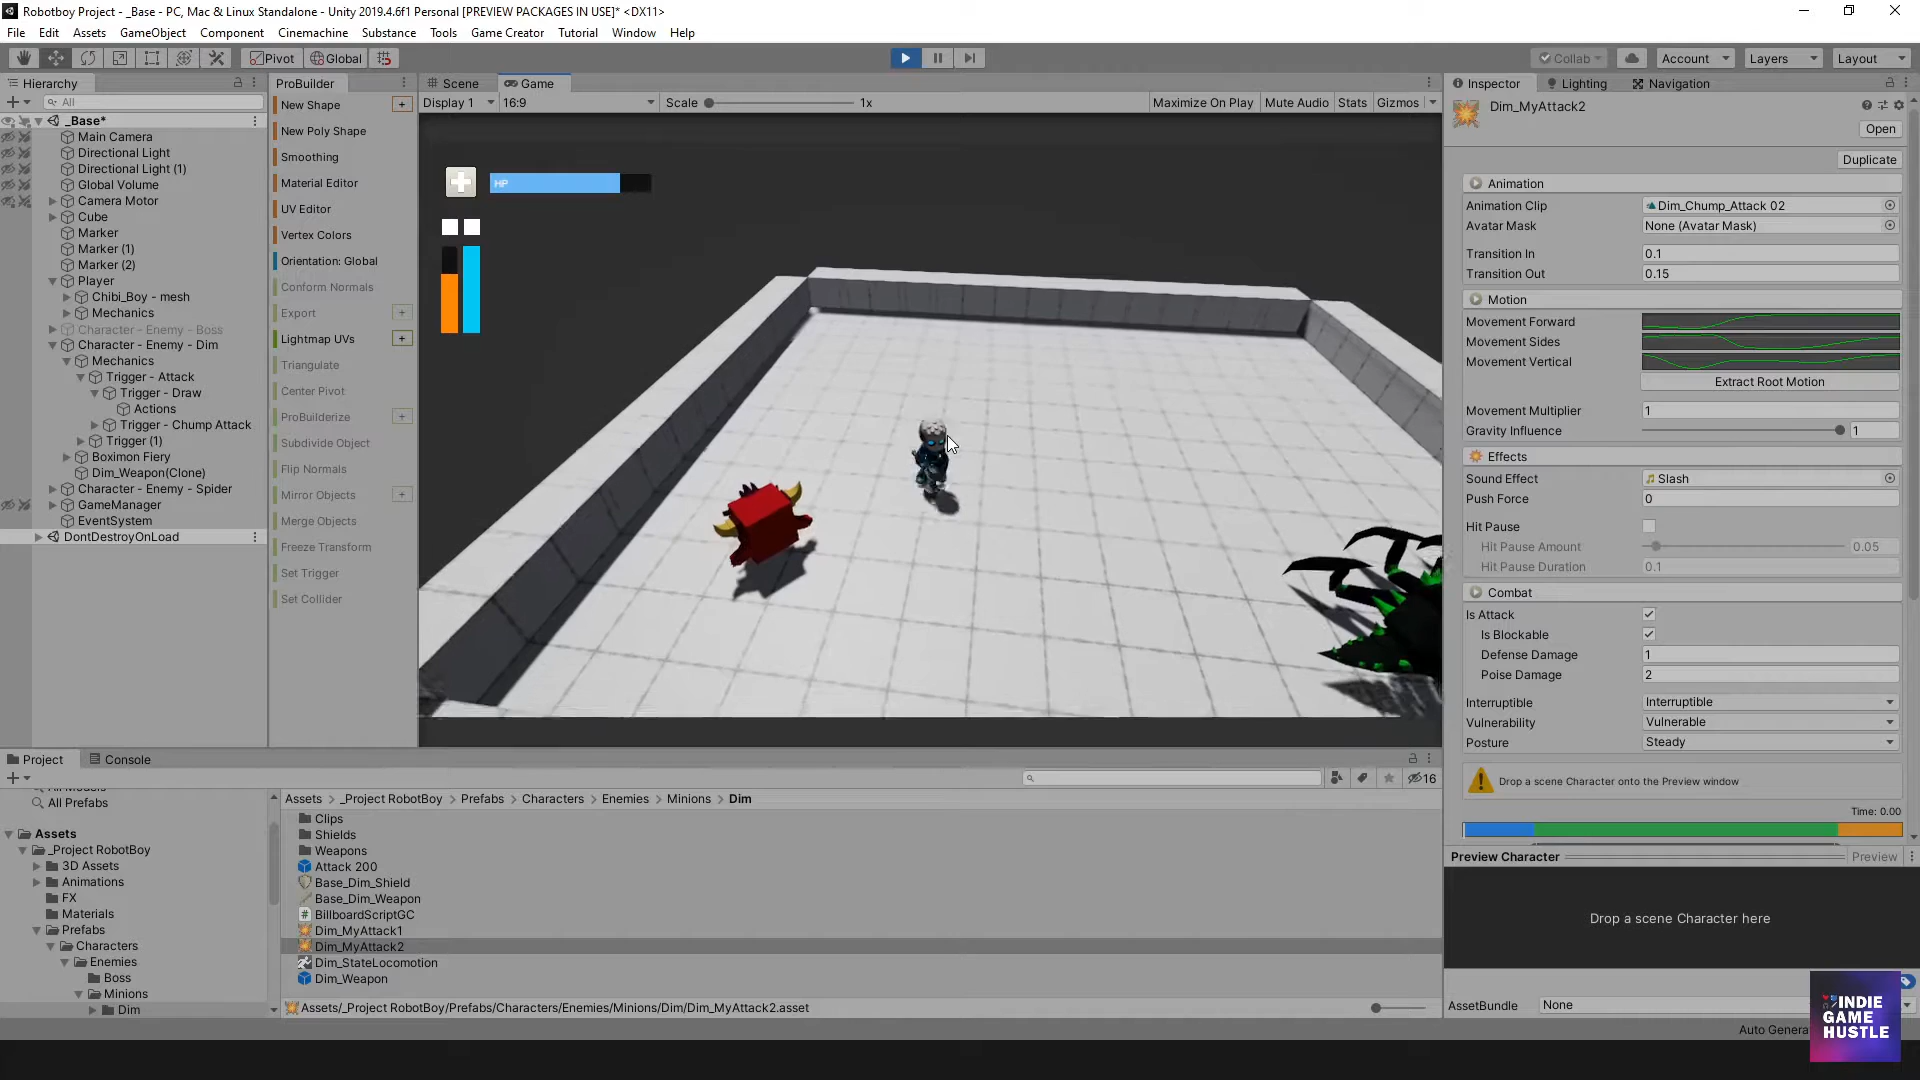 Robotboy Project - _Base - PC, Mac & Linux Standalone - Unity 2019.4.6f1 Personal [PREVIEW PACKAGES IN USE]* <DX11>
File Edit Assets GameObject Component Cinemachine Substance Tools Game Creator Tutorial Window Help
Pivot Global Collab Account Layers Layout
Hierarchy
All
_Base*
Main Camera
Directional Light
Directional Light (1)
Global Volume
Camera Motor
Cube
Marker
Marker (1)
Marker (2)
Player
Chibi_Boy - mesh
Mechanics
Character - Enemy - Boss
Character - Enemy - Dim
Mechanics
Trigger - Attack
Trigger - Draw
Actions
Trigger - Chump Attack
Trigger (1)
Boximon Fiery
Dim_Weapon(Clone)
Character - Enemy - Spider
GameManager
EventSystem
DontDestroyOnLoad
ProBuilder
New Shape
New Poly Shape
Smoothing
Material Editor
UV Editor
Vertex Colors
Orientation: Global
Conform Normals
Export
Lightmap UVs
Triangulate
Center Pivot
ProBuilderize
Subdivide Object
Flip Normals
Mirror Objects
Merge Objects
Freeze Transform
Set Trigger
Set Collider
Scene Game
Display 1 16:9 Scale 1x Maximize On Play Mute Audio Stats Gizmos
HP
Inspector Lighting Navigation
Dim_MyAttack2
Open
Duplicate
Animation
Animation Clip Dim_Chump_Attack 02
Avatar Mask None (Avatar Mask)
Transition In 0.1
Transition Out 0.15
Motion
Movement Forward
Movement Sides
Movement Vertical
Extract Root Motion
Movement Multiplier 1
Gravity Influence 1
Effects
Sound Effect Slash
Push Force 0
Hit Pause
Hit Pause Amount 0.05
Hit Pause Duration 0.1
Combat
Is Attack
Is Blockable
Defense Damage 1
Poise Damage 2
Interruptible Interruptible
Vulnerability Vulnerable
Posture Steady
Drop a scene Character onto the Preview window
Time: 0.00
Preview Character Preview
Drop a scene Character here
AssetBundle None
Project Console
16
All Prefabs
Assets
_Project RobotBoy
3D Assets
Animations
FX
Materials
Prefabs
Characters
Enemies
Boss
Minions
Dim
Assets > _Project RobotBoy > Prefabs > Characters > Enemies > Minions > Dim
Clips
Shields
Weapons
Attack 200
Base_Dim_Shield
Base_Dim_Weapon
BillboardScriptGC
Dim_MyAttack1
Dim_MyAttack2
Dim_StateLocomotion
Dim_Weapon
Assets/_Project RobotBoy/Prefabs/Characters/Enemies/Minions/Dim/Dim_MyAttack2.asset
INDIE
GAME
HUSTLE